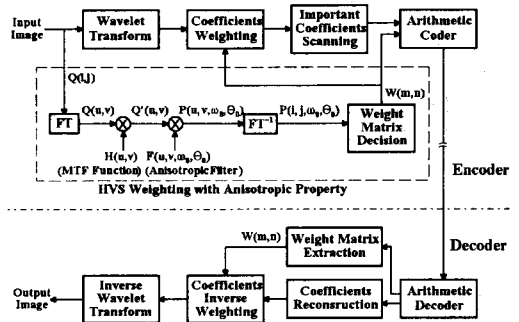 Input Image
Wavelet Transform
Coefficients Weighting
Important Coefficients Scanning
Arithmetic Coder
Q(i,j)
W(m,n)
FT
Q(u,v)
Q'(u,v)
P(u,v,ω₀,Θ₀)
FT⁻¹
P(i,j,ω₀,Θ₀)
Weight Matrix Decision
H(u,v)
F(u,v,ω₀,Θ₀)
(MTF Function)
(Anisotropic Filter)
HVS Weighting with Anisotropic Property
Encoder
Decoder
W(m,n)
Weight Matrix Extraction
Output Image
Inverse Wavelet Transform
Coefficients Inverse Weighting
Coefficients Reconsruction
Arithmetic Decoder